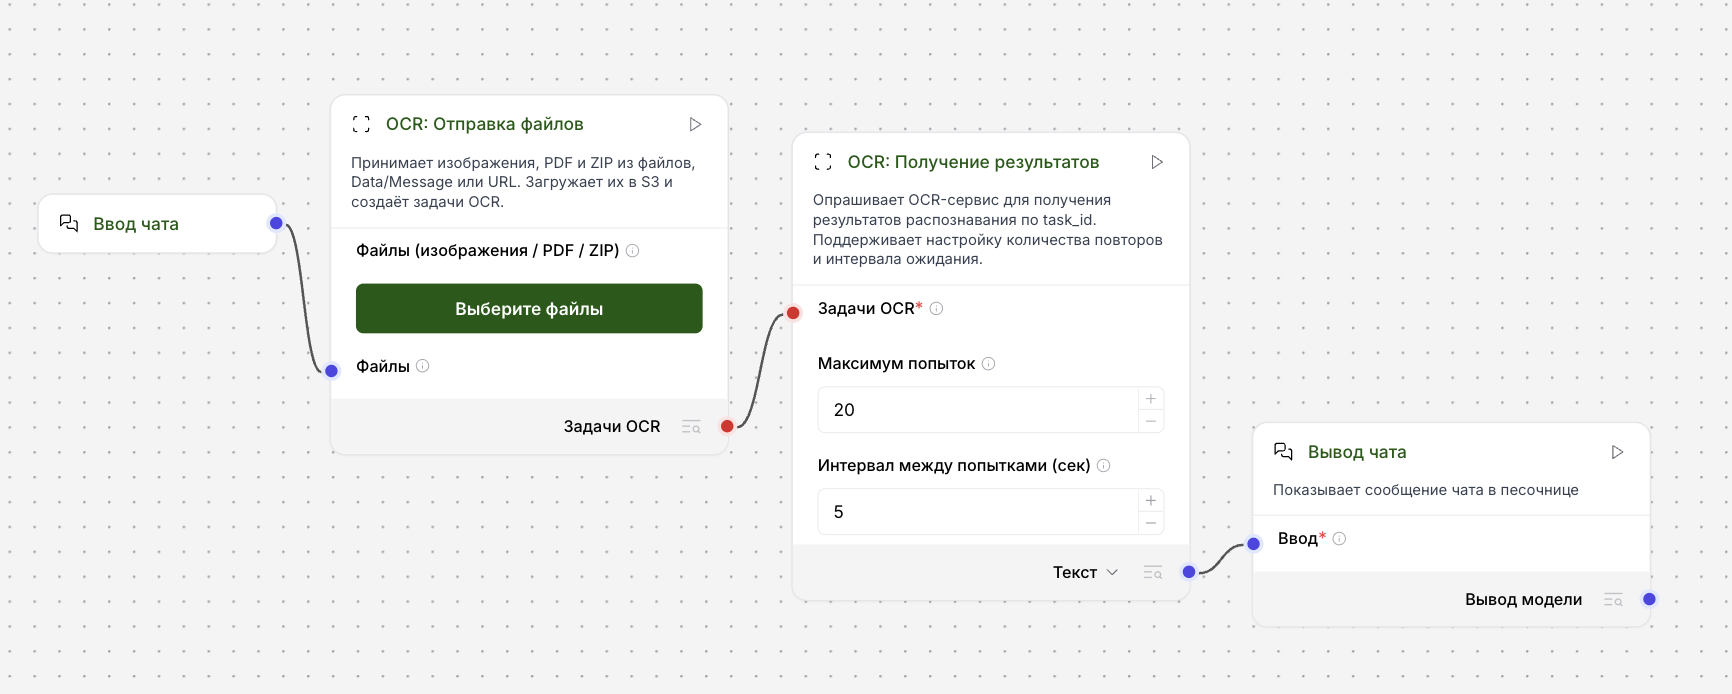 Ввод чата
OCR: Отправка файлов
Принимает изображения, PDF и ZIP из файлов,
Data/Message или URL. Загружает их в S3 и
создаёт задачи OCR.
Файлы (изображения / PDF / ZIP)
Выберите файлы
Файлы
Задачи OCR
OCR: Получение результатов
Опрашивает OCR-сервис для получения
результатов распознавания по task_id.
Поддерживает настройку количества повторов
и интервала ожидания.
Задачи OCR*
Максимум попыток
20
Интервал между попытками (сек)
5
Текст
Вывод чата
Показывает сообщение чата в песочнице
Ввод*
Вывод модели